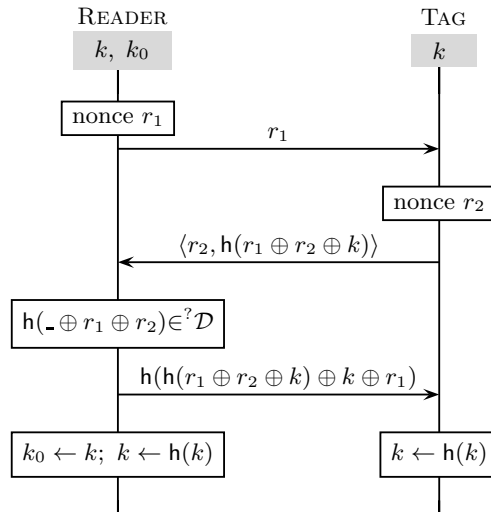 READER TAG
k, k₀ k
nonce r₁
r₁
nonce r₂
⟨r₂, h(r₁ ⊕ r₂ ⊕ k)⟩
h(_ ⊕ r₁ ⊕ r₂)∈?𝒟
h(h(r₁ ⊕ r₂ ⊕ k) ⊕ k ⊕ r₁)
k₀ ← k; k ← h(k) k ← h(k)